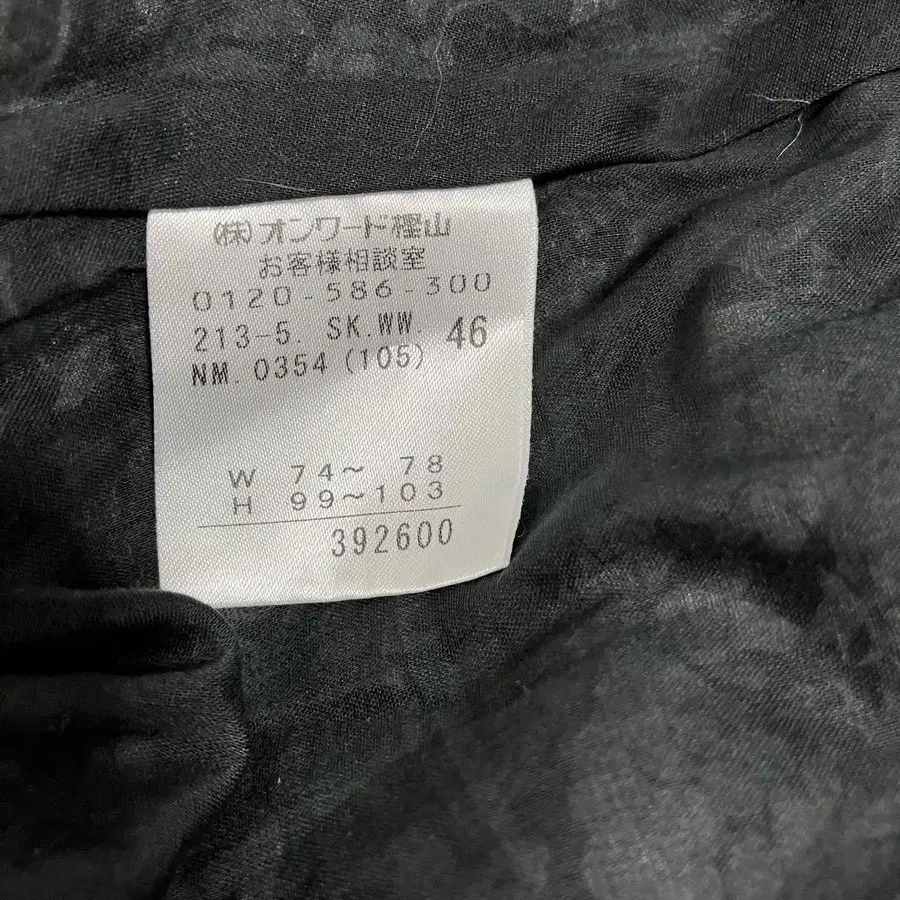 (株)オンワード樫山
お客様相談室
0120-586-300
213-5. SK.WW. 46
NM. 0354 (105)
W 74~ 78
H 99~103
392600